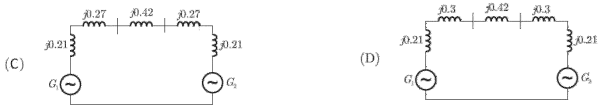 j0.27 j0.42 j0.27
j0.21 j0.21
(C)
G₁ G₂
j0.3 j0.42 j0.3
j0.21 j0.21
(D)
G₁